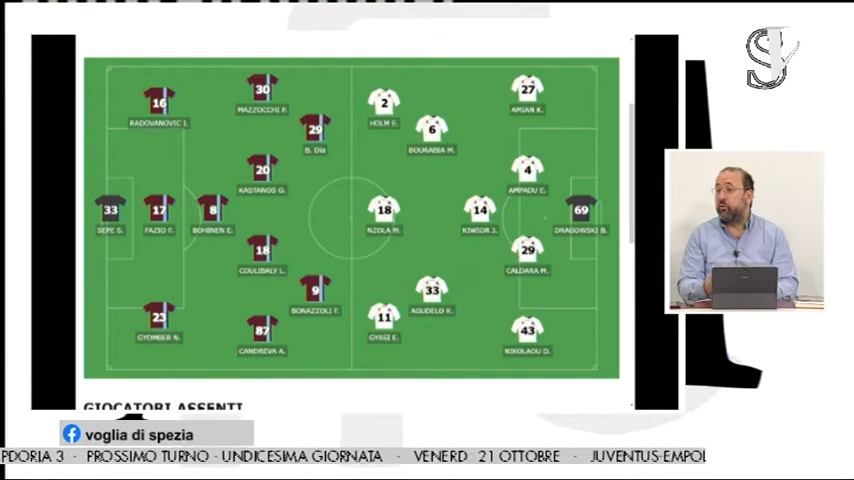 SV
30
MAZZOCCHI P.
16
RADOVANOVIC I.
29
B. Dia
20
KASTANOS G.
33
SEPE S.
17
FAZIO F.
8
BOHINEN E.
18
COULIBALY L.
9
BONAZZOLI F.
23
GYOMBER N.
87
CANDREVA A.
2
HOLM E.
6
BOURABIA M.
27
AMIAN K.
4
AMPADU E.
18
NZOLA M.
14
KIWIOR J.
69
DRAGOWSKI B.
29
CALDARA M.
33
AGUDELO K.
11
GYASI E.
43
NIKOLAOU D.
GIOCATORI ASSENTI
voglia di spezia
PDORIA 3 - PROSSIMO TURNO - UNDICESIMA GIORNATA - VENERD 21 OTTOBRE - JUVENTUS-EMPOL